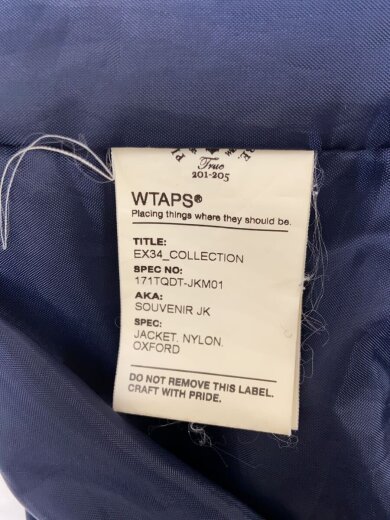 True
201-205
WTAPS®
Placing things where they should be.
TITLE:
EX34_COLLECTION
SPEC NO:
171TQDT-JKM01
AKA:
SOUVENIR JK
SPEC:
JACKET. NYLON.
OXFORD
DO NOT REMOVE THIS LABEL.
CRAFT WITH PRIDE.